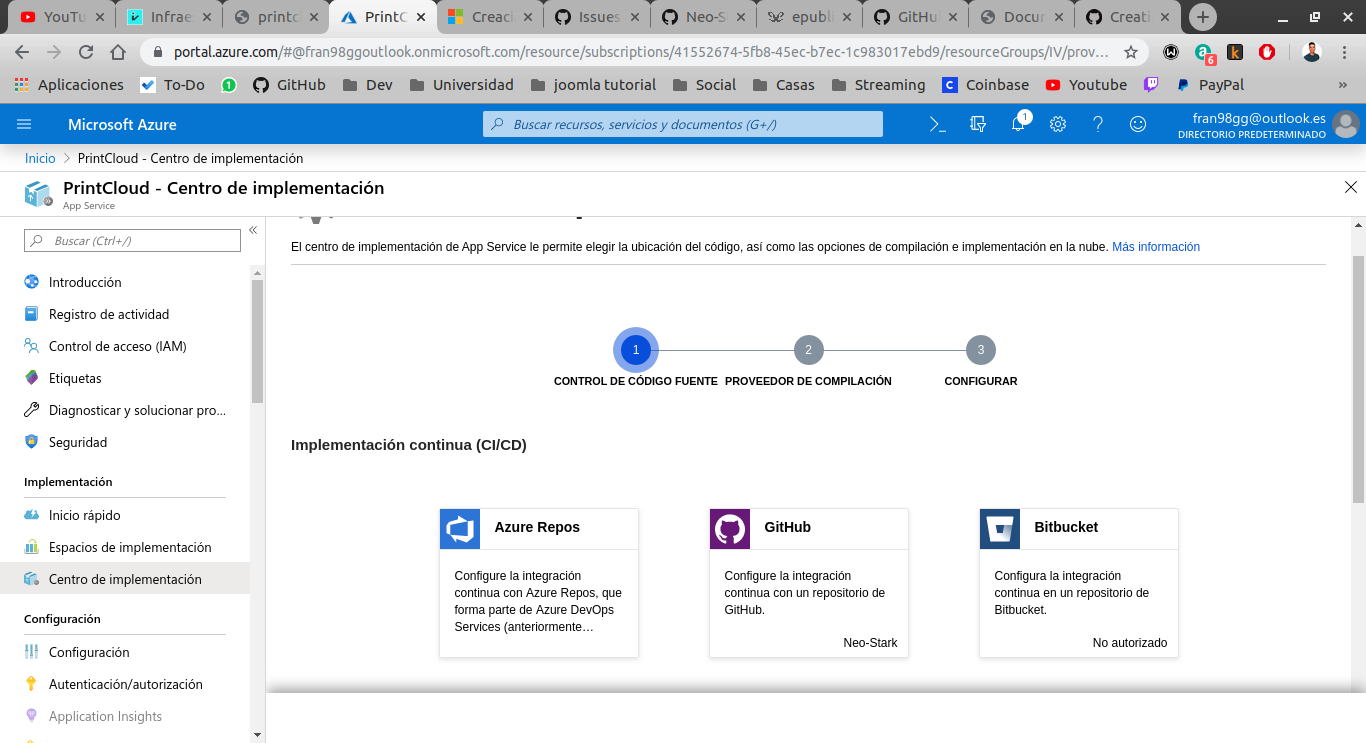 YouTu
Infrae
printcl
PrintC
Creaci
Issues
Neo-S
epubli
GitHu
Docur
Creati
portal.azure.com/#@fran98ggoutlook.onmicrosoft.com/resource/subscriptions/41552674-5fb8-45ec-b7ec-1c983017ebd9/resourceGroups/IV/prov...
6
Aplicaciones
To-Do
1
GitHub
Dev
Universidad
joomla tutorial
Social
Casas
Streaming
Coinbase
Youtube
PayPal
»
Microsoft Azure
Buscar recursos, servicios y documentos (G+/)
1
fran98gg@outlook.es
DIRECTORIO PREDETERMINADO
Inicio > PrintCloud - Centro de implementación
PrintCloud - Centro de implementación
App Service
Buscar (Ctrl+/)
«
Introducción
Registro de actividad
Control de acceso (IAM)
Etiquetas
Diagnosticar y solucionar pro...
Seguridad
Implementación
Inicio rápido
Espacios de implementación
Centro de implementación
Configuración
Configuración
Autenticación/autorización
Application Insights
El centro de implementación de App Service le permite elegir la ubicación del código, así como las opciones de compilación e implementación en la nube. Más información
1
2
3
CONTROL DE CÓDIGO FUENTE
PROVEEDOR DE COMPILACIÓN
CONFIGURAR
Implementación continua (CI/CD)
Azure Repos
Configure la integración
continua con Azure Repos, que
forma parte de Azure DevOps
Services (anteriormente…
GitHub
Configure la integración
continua con un repositorio de
GitHub.
Neo-Stark
Bitbucket
Configura la integración
continua en un repositorio de
Bitbucket.
No autorizado